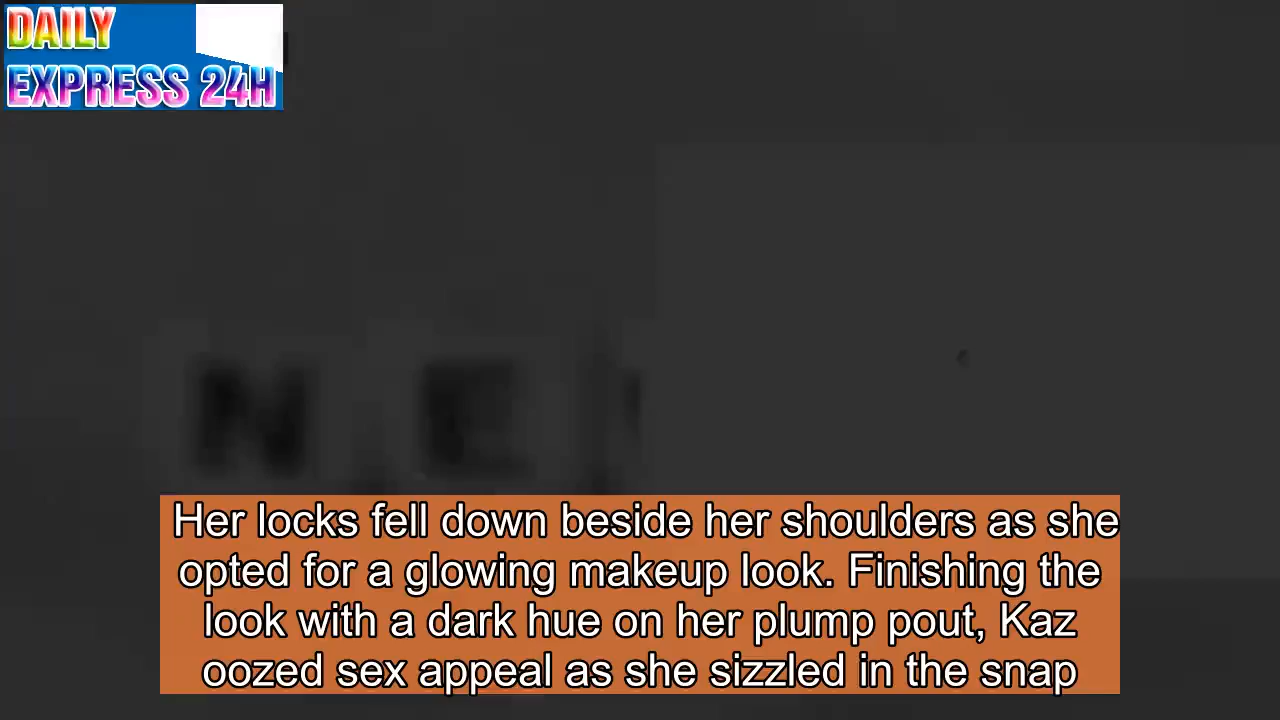 DAILY
EXPRESS 24H
N E
Her locks fell down beside her shoulders as she
opted for a glowing makeup look. Finishing the
look with a dark hue on her plump pout, Kaz
oozed sex appeal as she sizzled in the snap